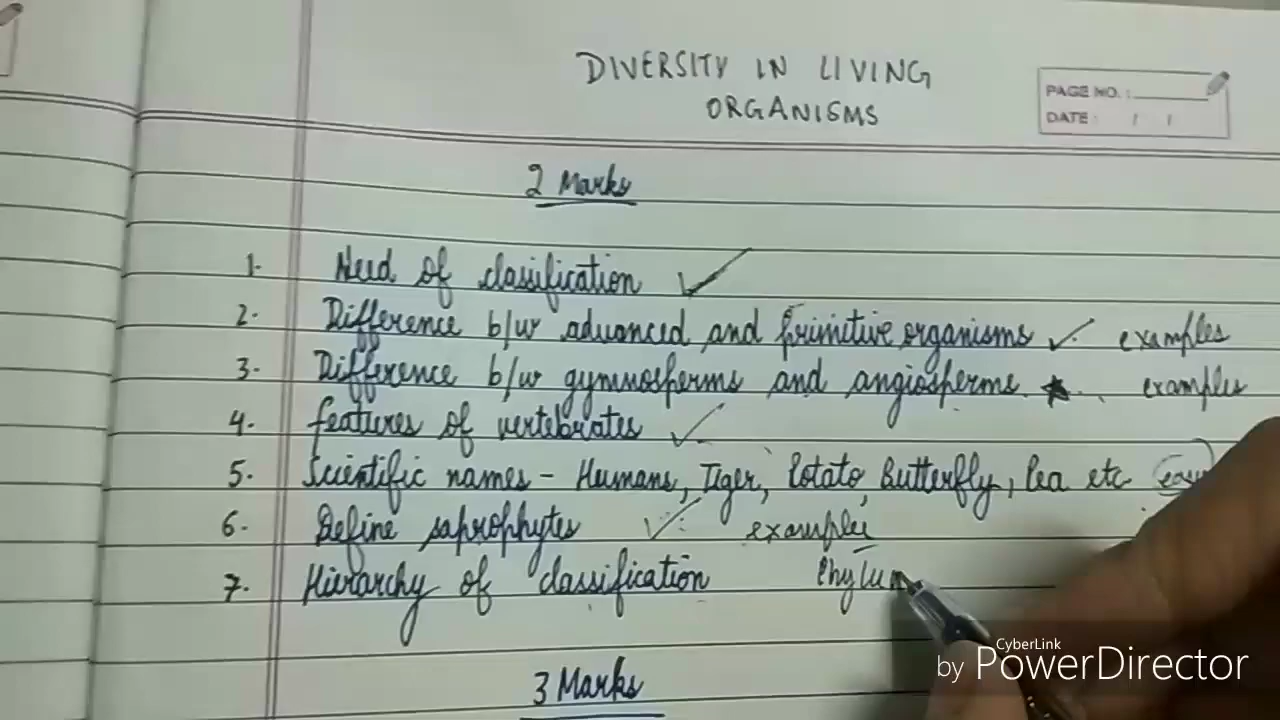 DIVERSITY IN LIVING
ORGANISMS
PAGE NO. :
DATE : / /
2 Marks
1. Need of classification
2. Difference b/w advanced and primitive organisms examples
3. Difference b/w gymnosperms and angiosperms. examples
4. features of vertebrates
5. Scientific names - Humans, Tiger, Potato, Butterfly, Pea etc
6. Define saprophytes examples
7. Hierarchy of classification Phylum
3 Marks
CyberLink
by PowerDirector